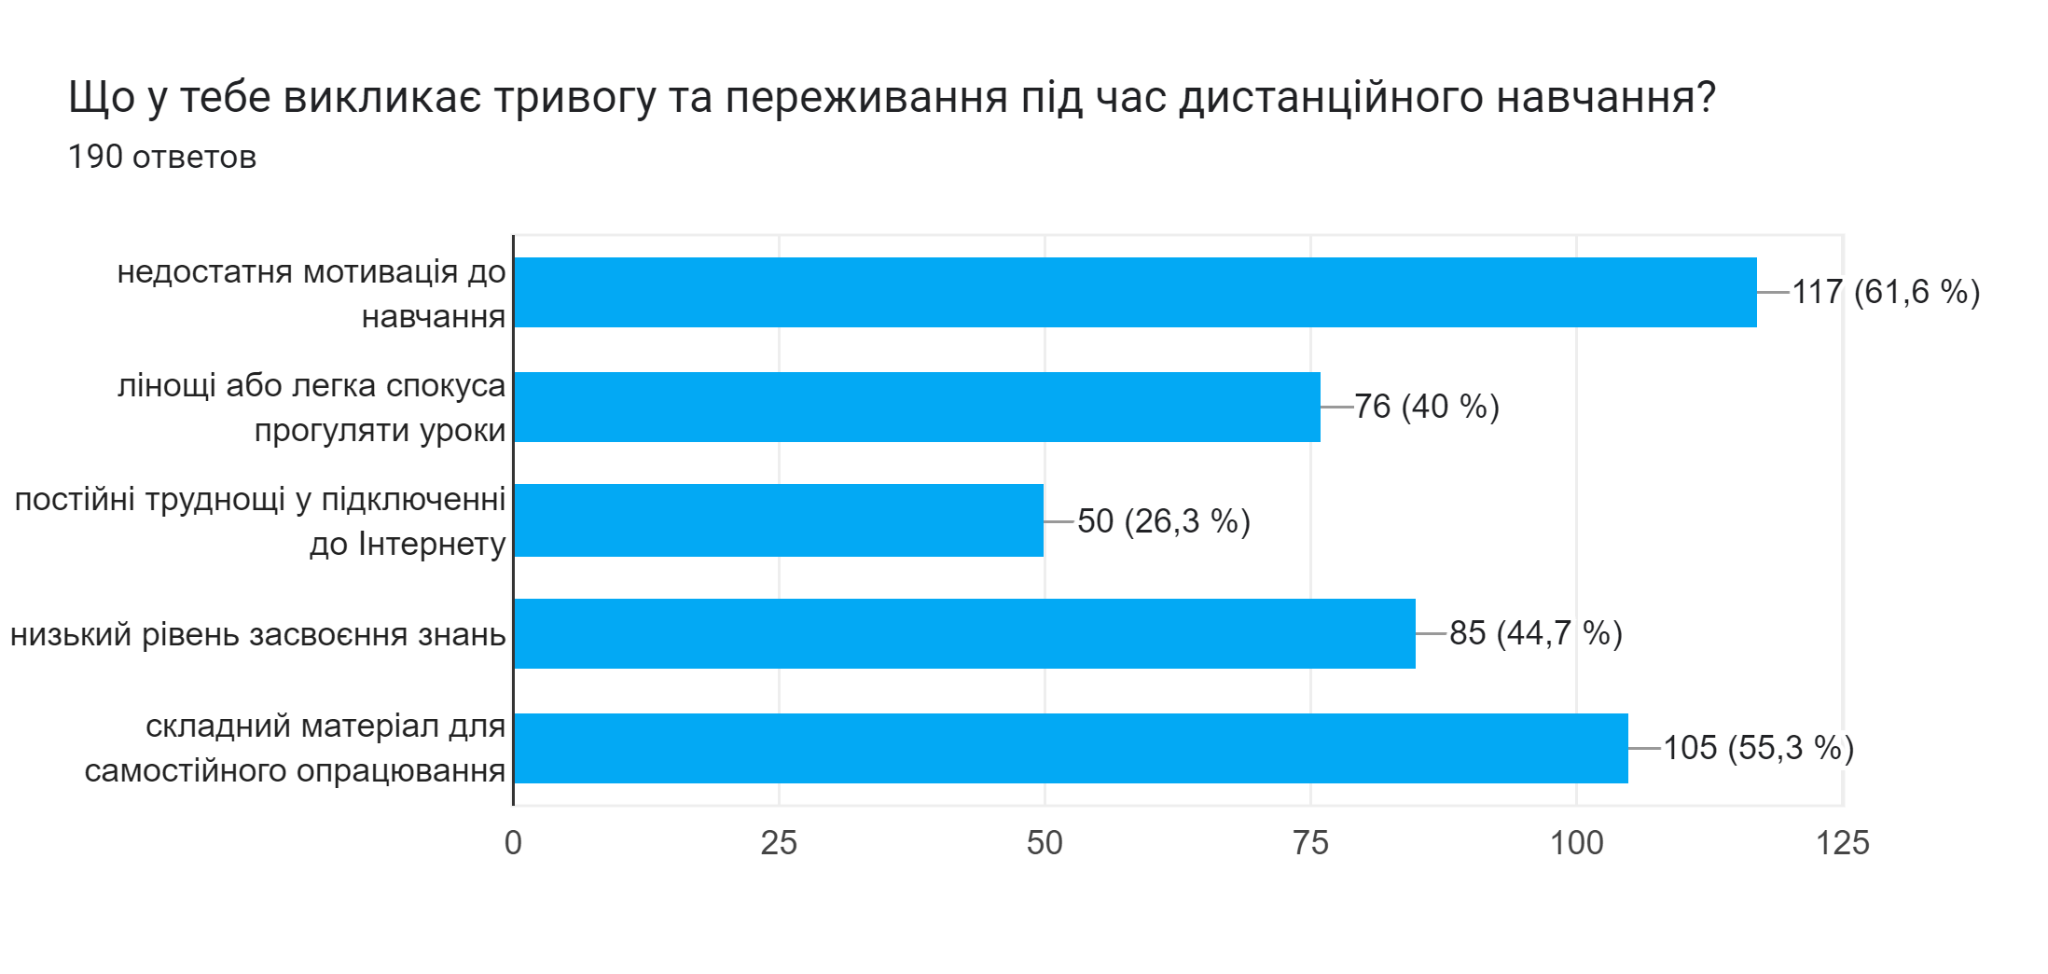 Що у тебе викликає тривогу та переживання під час дистанційного навчання?
190 ответов
недостатня мотивація до
навчання
117 (61,6 %)
лінощі або легка спокуса
прогуляти уроки
76 (40 %)
постійні труднощі у підключенні
до Інтернету
50 (26,3 %)
низький рівень засвоєння знань
85 (44,7 %)
складний матеріал для
самостійного опрацювання
105 (55,3 %)
0 25 50 75 100 125